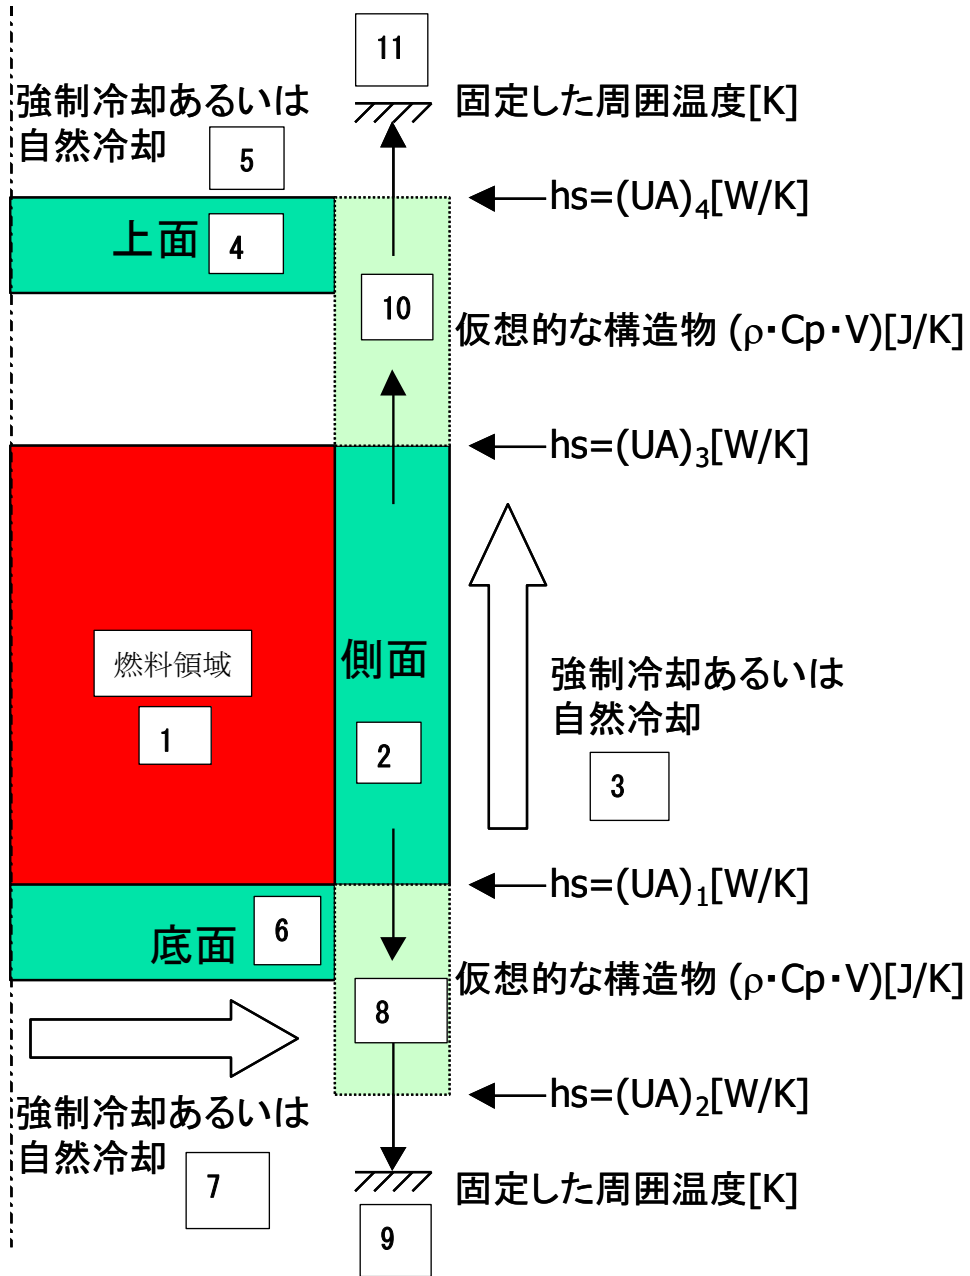 11
強制冷却あるいは
自然冷却
5
固定した周囲温度[K]
hs=(UA)4[W/K]
上面
4
10
仮想的な構造物 (ρ・Cp・V)[J/K]
hs=(UA)3[W/K]
燃料領域
1
側面
2
強制冷却あるいは
自然冷却
3
hs=(UA)1[W/K]
底面
6
仮想的な構造物 (ρ・Cp・V)[J/K]
8
hs=(UA)2[W/K]
強制冷却あるいは
自然冷却
7
固定した周囲温度[K]
9